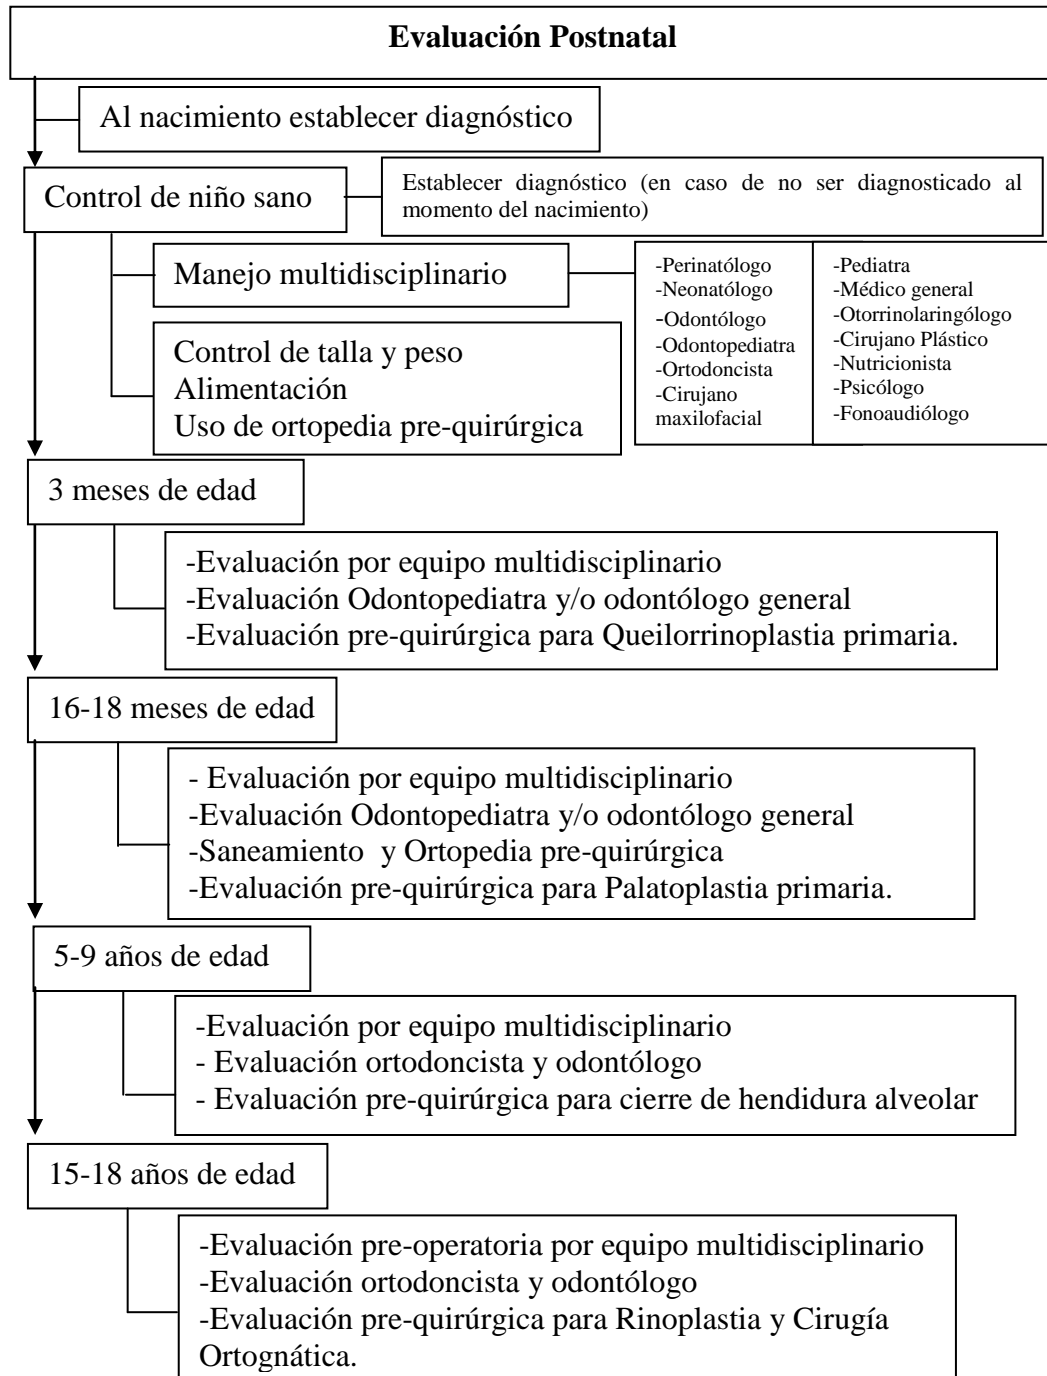 Evaluación Postnatal
Al nacimiento establecer diagnóstico
Control de niño sano
Establecer diagnóstico (en caso de no ser diagnosticado al
momento del nacimiento)
Manejo multidisciplinario
-Perinatólogo
-Neonatólogo
-Odontólogo
-Odontopediatra
-Ortodoncista
-Cirujano
maxilofacial
-Pediatra
-Médico general
-Otorrinolaringólogo
-Cirujano Plástico
-Nutricionista
-Psicólogo
-Fonoaudiólogo
Control de talla y peso
Alimentación
Uso de ortopedia pre-quirúrgica
3 meses de edad
-Evaluación por equipo multidisciplinario
-Evaluación Odontopediatra y/o odontólogo general
-Evaluación pre-quirúrgica para Queilorrinoplastia primaria.
16-18 meses de edad
- Evaluación por equipo multidisciplinario
-Evaluación Odontopediatra y/o odontólogo general
-Saneamiento y Ortopedia pre-quirúrgica
-Evaluación pre-quirúrgica para Palatoplastia primaria.
5-9 años de edad
-Evaluación por equipo multidisciplinario
- Evaluación ortodoncista y odontólogo
- Evaluación pre-quirúrgica para cierre de hendidura alveolar
15-18 años de edad
-Evaluación pre-operatoria por equipo multidisciplinario
-Evaluación ortodoncista y odontólogo
-Evaluación pre-quirúrgica para Rinoplastia y Cirugía
Ortognática.